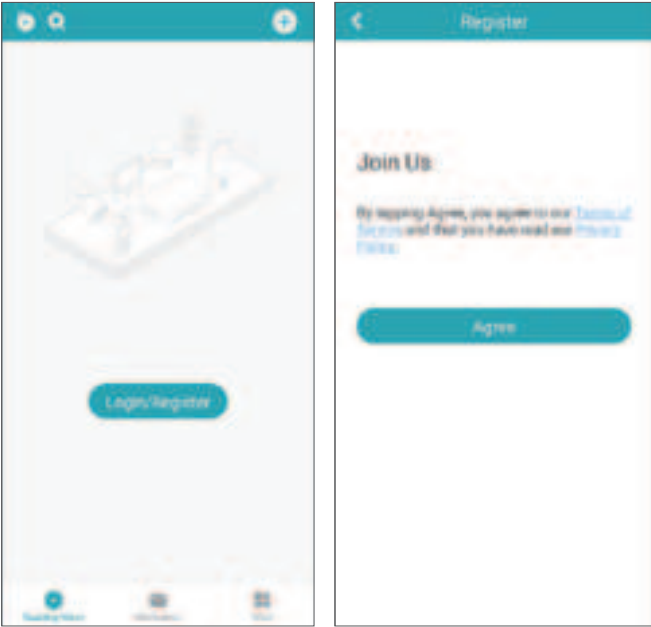 Login/Register
Register
Join Us
By tapping Agree, you agree to our Terms of
Service and that you have read our Privacy
Policy.
Agree